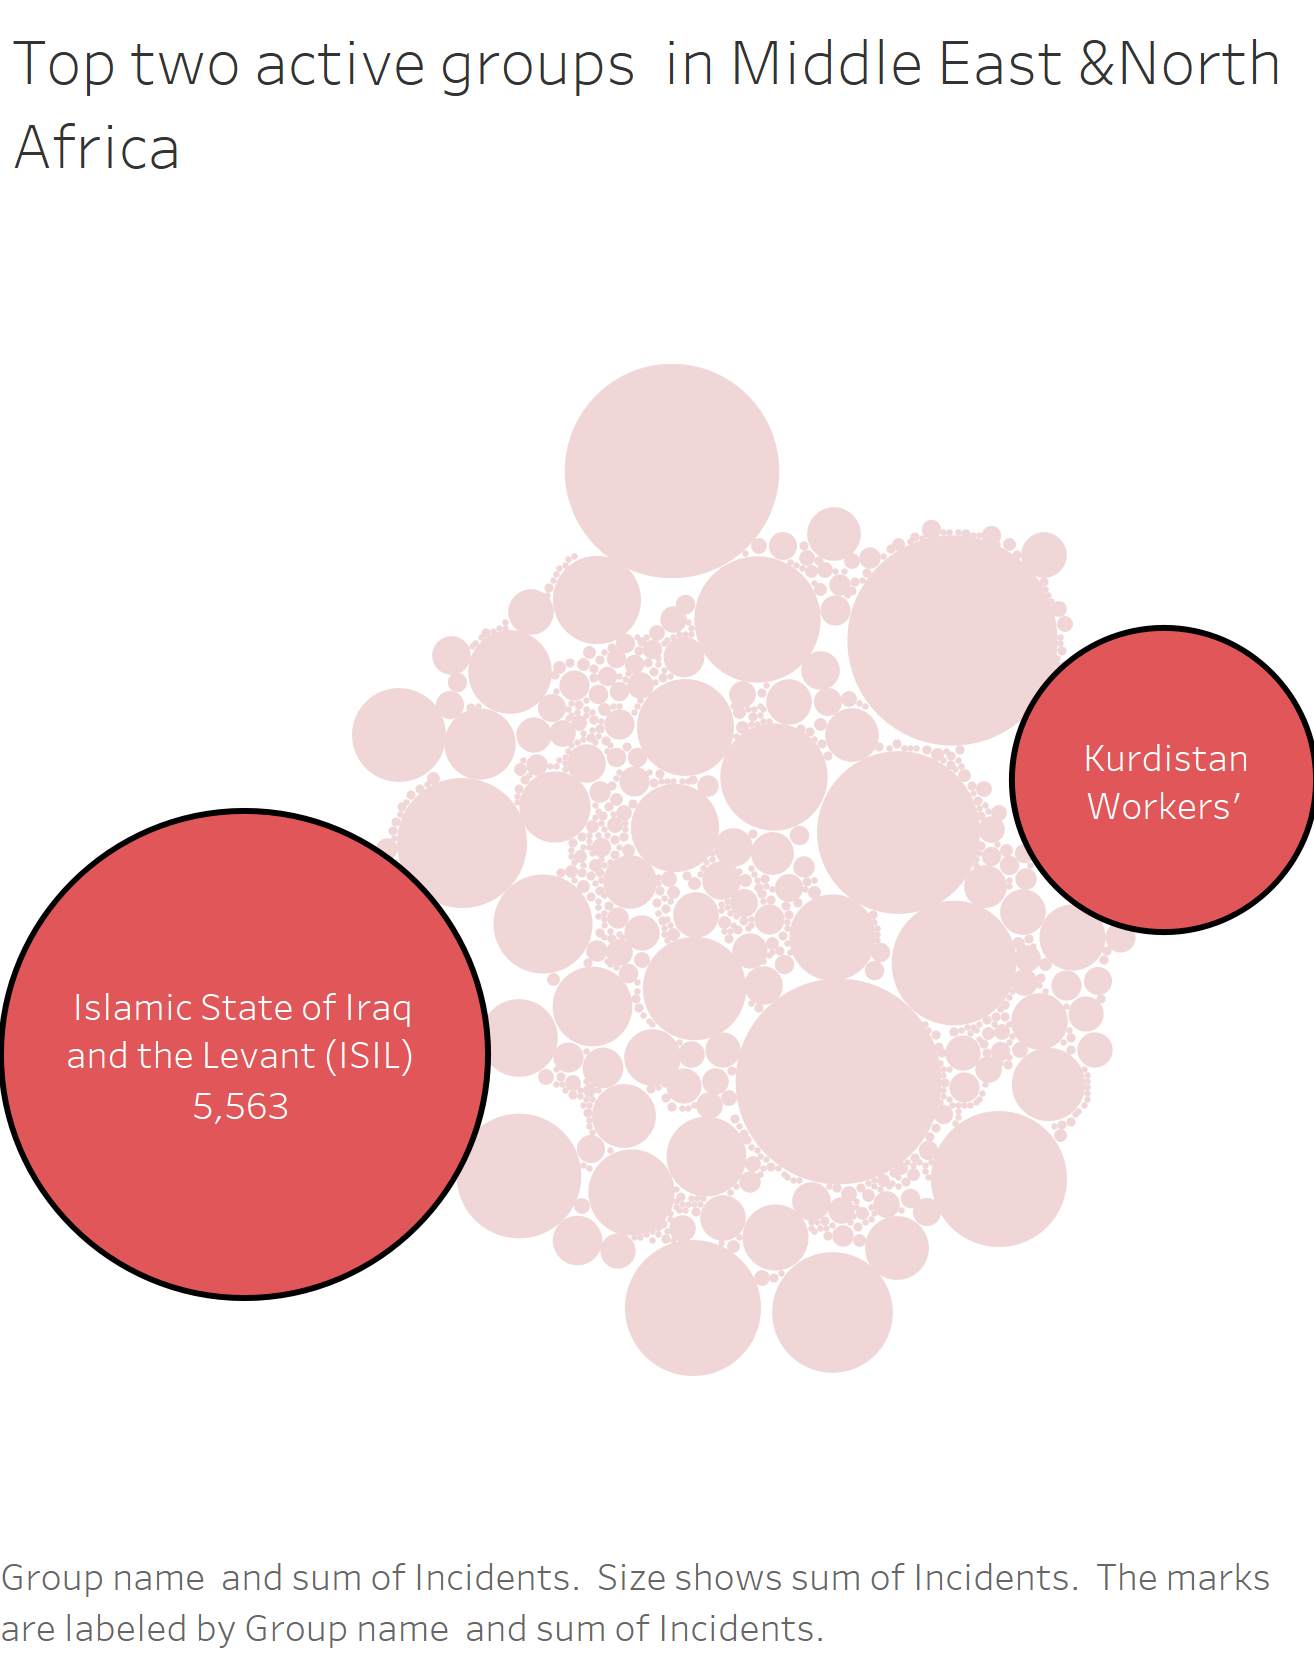 Top two active groups  in Middle East &North
Africa
Kurdistan
Workers’
Islamic State of Iraq
and the Levant (ISIL)
5,563
Group name  and sum of Incidents.  Size shows sum of Incidents.  The marks
are labeled by Group name  and sum of Incidents.